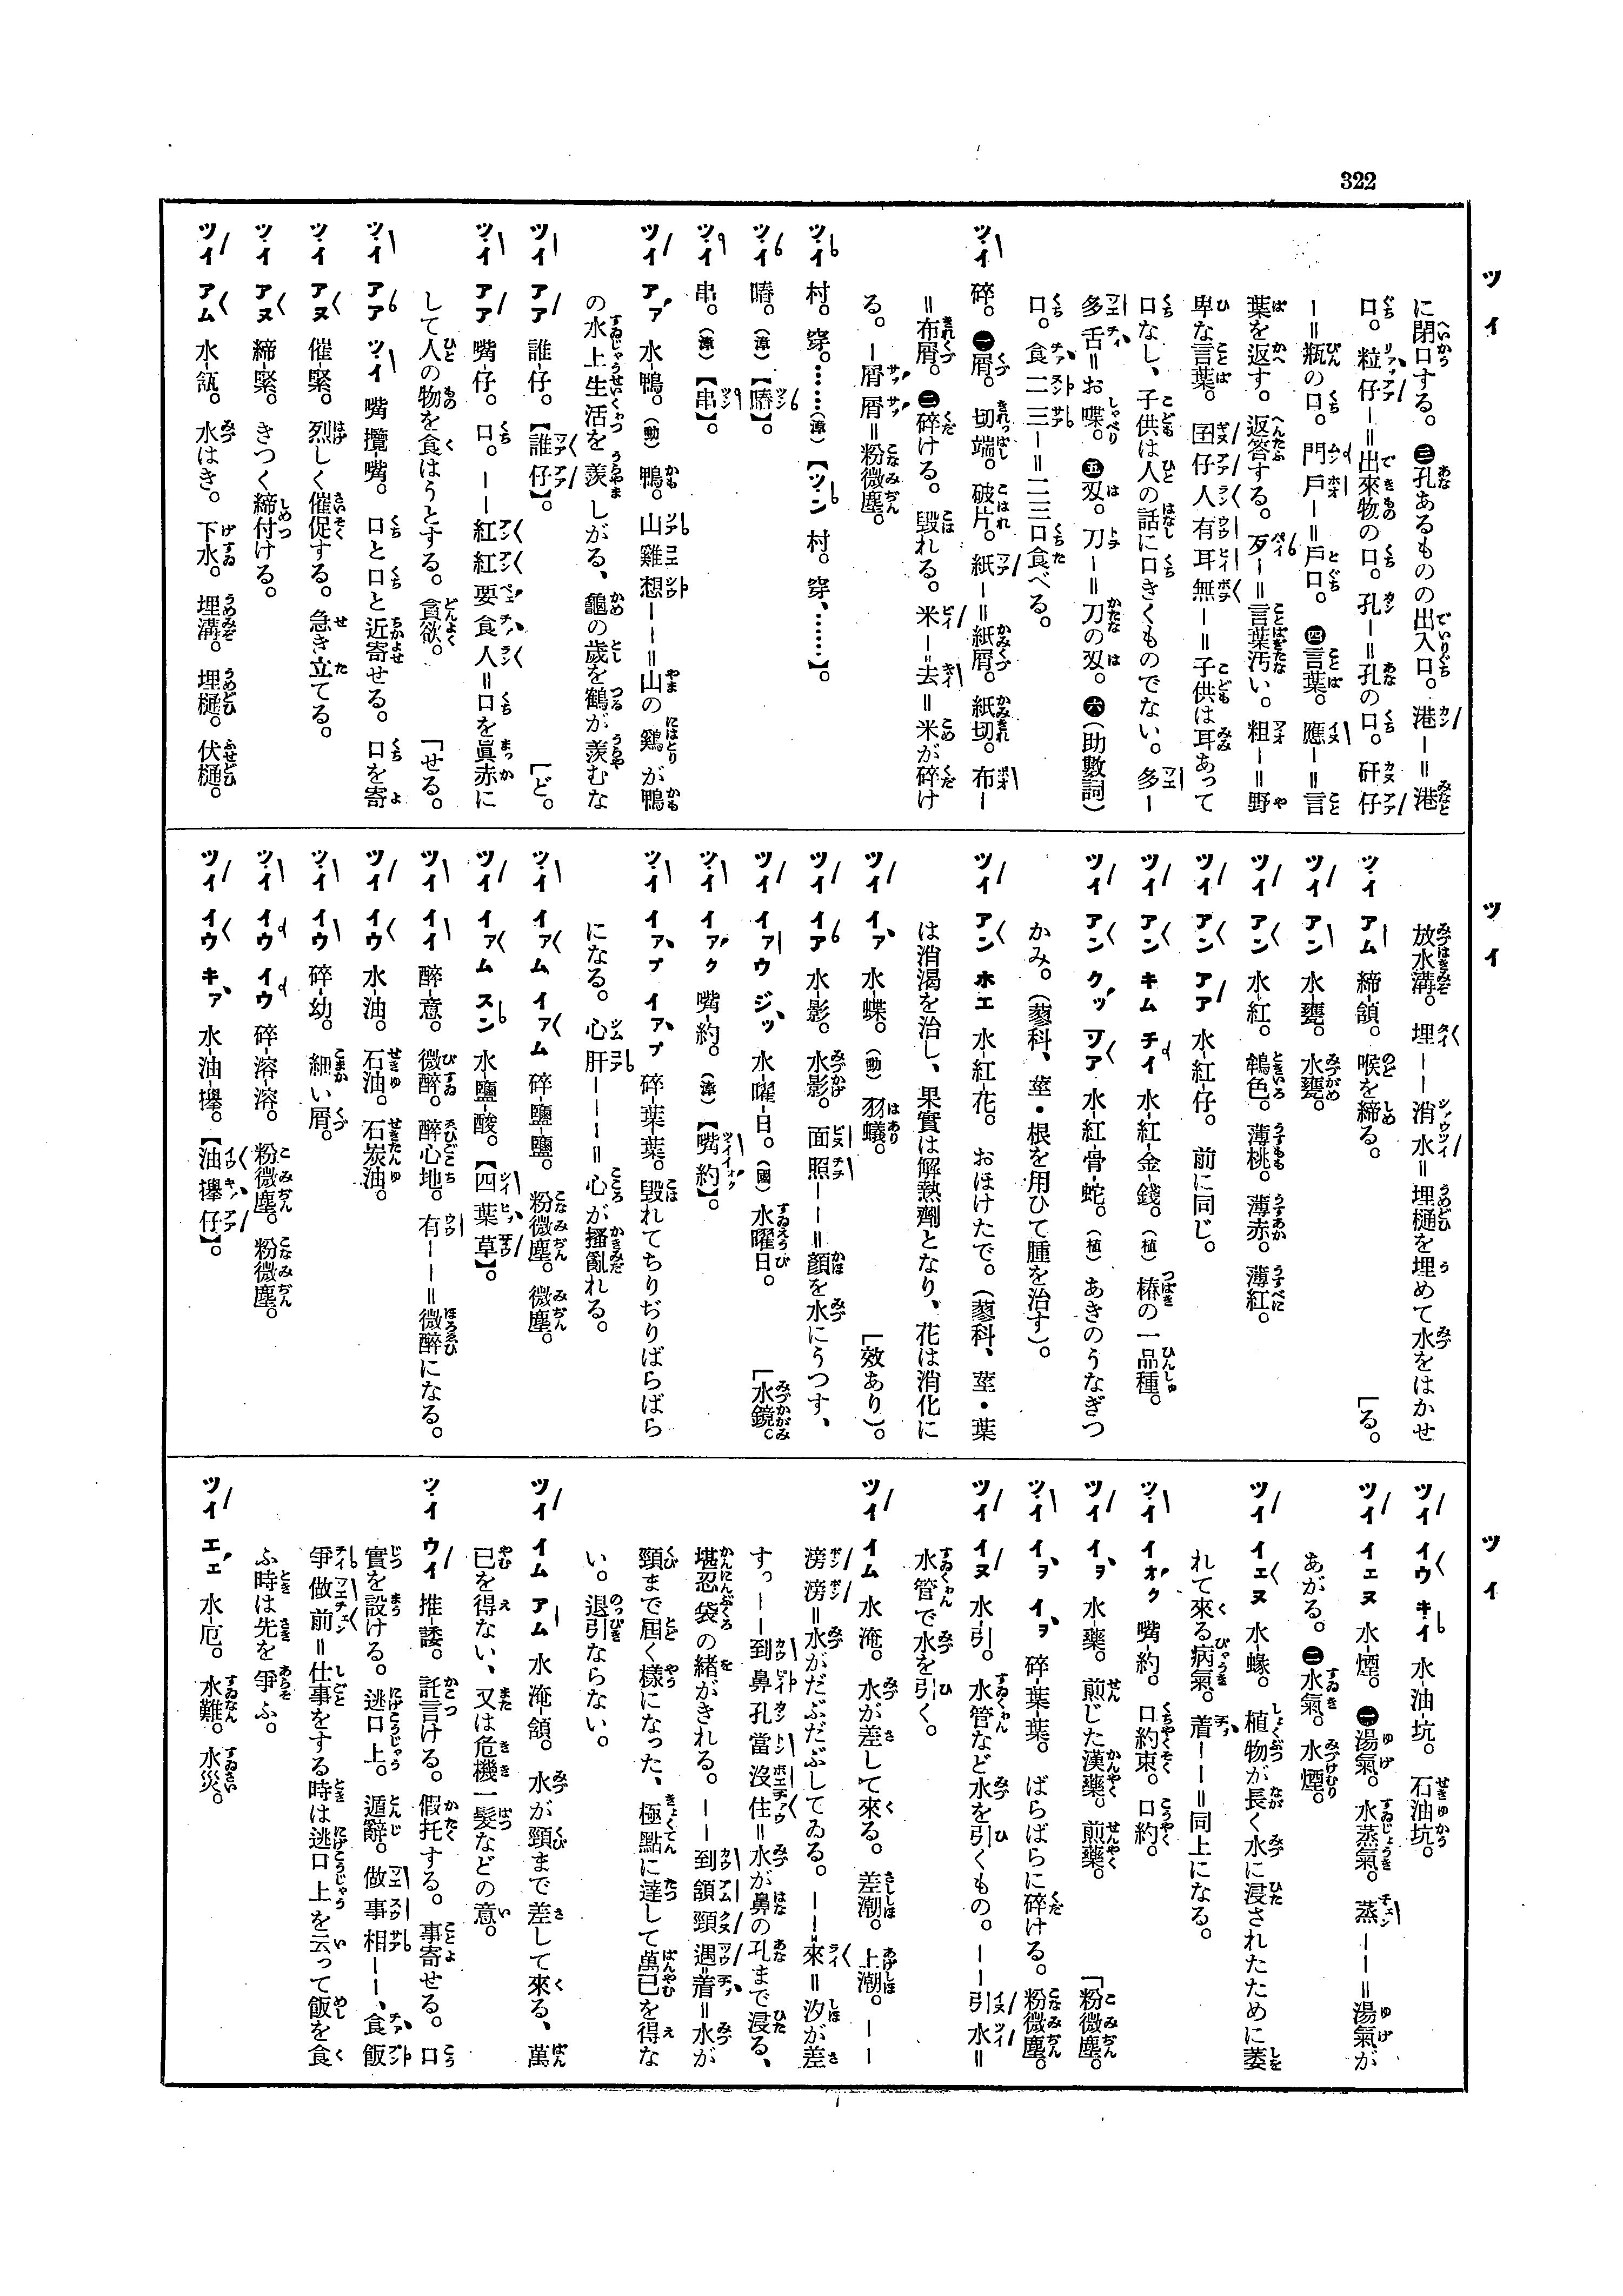 322
ツイ
に閉口する。㊂孔あるものの出入口。港ー＝港
口。粒仔ー＝出來物の口。孔ー＝孔の口。矸仔
ー＝瓶の口。門戶ー＝戶口。㊃言葉。應ー＝言
葉を返す。返答する。歹ー＝言葉汚い。粗ー＝野
卑な言葉。囝仔人有耳無ー＝子供は耳あって
口なし、子供は人の話に口きくものでない。多ー
多舌＝お喋。㊄刄。刀ー＝刀の刄。㊅(助數詞)
口。食二三ー＝二三口食べる。
ツイ 碎。㊀屑。切端。破片。紙ー＝紙屑。紙切。布ー
＝布屑。㊁碎ける。毀れる。米ー去＝米が碎け
る。ー屑屑＝粉微塵。
ツイ 村。穿。……(漳)【ツン 村。穿、……】。
ツイ 䐏。(漳)【䐏】。
ツイ 串。(漳)【串】。
ツイ アァ 水-鴨。(動)鴨。山雞想ーー＝山の鷄が鴨
の水上生活を羨しがる、龜の歲を鶴が羨むな
ツイ アア 誰-仔。【誰仔】。 ［ど。
ツイ アア 嘴-仔。口。ーー紅紅要食人＝口を眞赤に
して人の物を食はうとする。貪欲。 ［せる。
ツイ アア ツイ 嘴攬-嘴。口と口と近寄せる。口を寄
ツイ アヌ 催-緊。烈しく催促する。急き立てる。
ツイ アヌ 締-緊。きつく締付ける。
ツイ アム 水-瓴。水はき。下水。埋溝。埋樋。伏樋。
ツイ
放水溝。埋ーー消水＝埋樋を埋めて水をはかせ
ツイ アム 締-頷。喉を締る。 ［る。
ツイ アン 水-甕。水甕。
ツイ アン 水-紅。鴾色。薄桃。薄赤。薄紅。
ツイ アン アア 水-紅-仔。前に同じ。
ツイ アン キム チイ 水-紅-金-錢。(植)椿の一品種。
ツイ アン クッ ツァ 水-紅-骨-蛇。(植)あきのうなぎつ
かみ。(蓼科、莖・根を用ひて腫を治す)。
ツイ アン ホエ 水-紅-花。おほけたで。(蓼科、莖・葉
は消渴を治し、果實は解熱劑となり、花は消化に
ツイ イァ 水-蝶。(動)羽蟻。 ［效あり)。
ツイ イア 水-影。水影。面照ーー＝顏を水にうつす、
ツイ イァウ ジッ 水-曜-日。(國)水曜日。 ［水鏡。
ツイ イァク 嘴-約。(漳)【嘴約】。
ツイ イァプ イァプ 碎-葉葉。毀れてちりぢりばらばら
になる。心肝ーーー＝心が搔亂れる。
ツイ イァム イァム 碎-鹽-鹽。粉微塵。微塵。
ツイ イァム スン 水-鹽-酸。【四葉草】。
ツイ イイ 醉-意。微醉。醉心地。有ーー＝微醉になる。
ツイ イウ 水-油。石油。石炭油。
ツイ イウ 碎-幼。細い屑。
ツイ イウ イウ 碎-溶-溶。粉微塵。粉微塵。
ツイ イウ キァ 水-油-攑。【油攑仔】。
ツイ
ツイ イウ キイ 水-油-坑。石油坑。
ツイ イェヌ 水-煙。㊀湯氣。水蒸氣。蒸ーー＝湯氣が
あがる。㊁水氣。水煙。
ツイ イェヌ 水-蝝。植物が長く水に浸されたために萎
れて來る病氣。着ーー＝同上になる。
ツイ イォク 嘴-約。口約束。口約。
ツイ イヲ 水-藥。煎じた漢藥。煎藥。 ［粉微塵。
ツイ イヲ イヲ 碎-葉-葉。ばらばらに碎ける。粉微塵。
ツイ イヌ 水-引。水管など水を引くもの。ーー引水＝
水管で水を引く。
ツイ イム 水-淹。水が差して來る。差潮。上潮。ーー
滂滂＝水がだぶだぶしてゐる。ーー來＝汐が差
すっーー到鼻孔當沒住＝水が鼻の孔まで浸る、
堪忍袋の緖がきれる。ーー到頷頸遇着＝水が
頸まで屆く樣になった、極點に達して萬已を得な
い。退引ならない。
ツイ イム アム 水淹-頷。水が頸まで差して來る、萬
已を得ない、又は危機一髮などの意。
ツイ ウイ 推-諉。託言ける。假托する。事寄せる。口
實を設ける。逃口上。遁辭。做事相ーー、食飯
爭做前＝仕事をする時は逃口上を云って飯を食
ふ時は先を爭ふ。
ツイ エェ 水-厄。水難。水災。